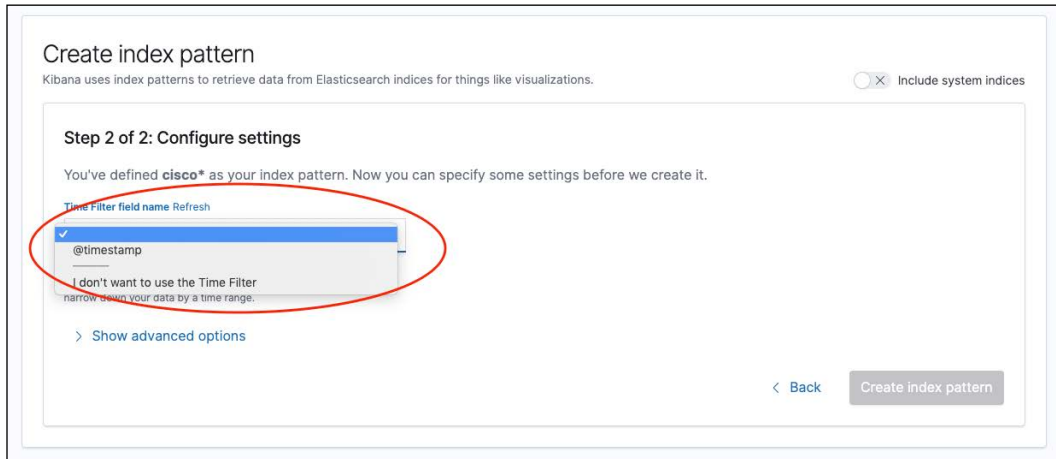 Create index pattern
Kibana uses index patterns to retrieve data from Elasticsearch indices for things like visualizations.
Include system indices
Step 2 of 2: Configure settings
You've defined cisco* as your index pattern. Now you can specify some settings before we create it.
Time Filter field name Refresh
@timestamp
I don't want to use the Time Filter
narrow down your data by a time range.
Show advanced options
Back
Create index pattern